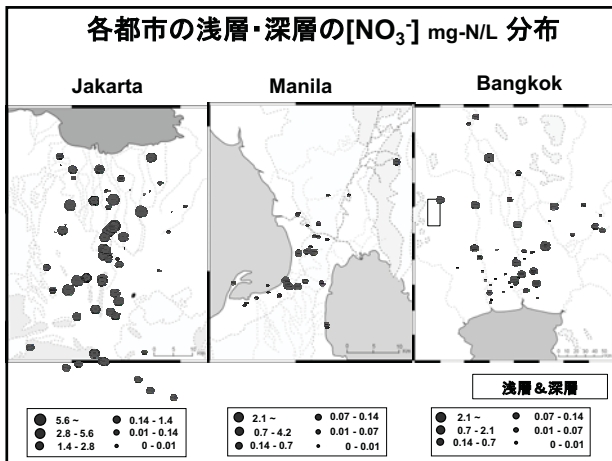 各都市の浅層・深層の[NO₃⁻] mg-N/L 分布
Jakarta
Manila
Bangkok
浅層&深層
5.6 ~
2.8 - 5.6
1.4 - 2.8
0.14 - 1.4
0.01 - 0.14
0 - 0.01
2.1 ~
0.7 - 4.2
0.14 - 0.7
0.07 - 0.14
0.01 - 0.07
0 - 0.01
2.1 ~
0.7 - 2.1
0.14 - 0.7
0.07 - 0.14
0.01 - 0.07
0 - 0.01